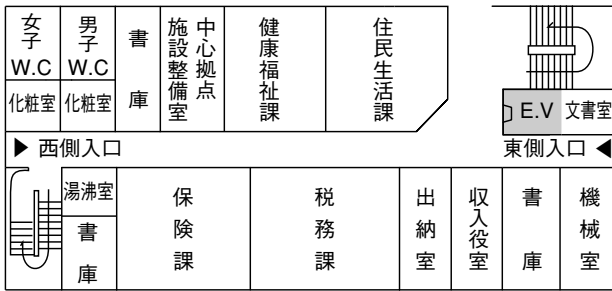 女子
W.C
男子
W.C
化粧室
化粧室
書庫
中心拠点
施設整備室
健康福祉課
住民生活課
E.V
文書室
▶ 西側入口
東側入口 ◀
湯沸室
書庫
保険課
税務課
出納室
収入役室
書庫
機械室